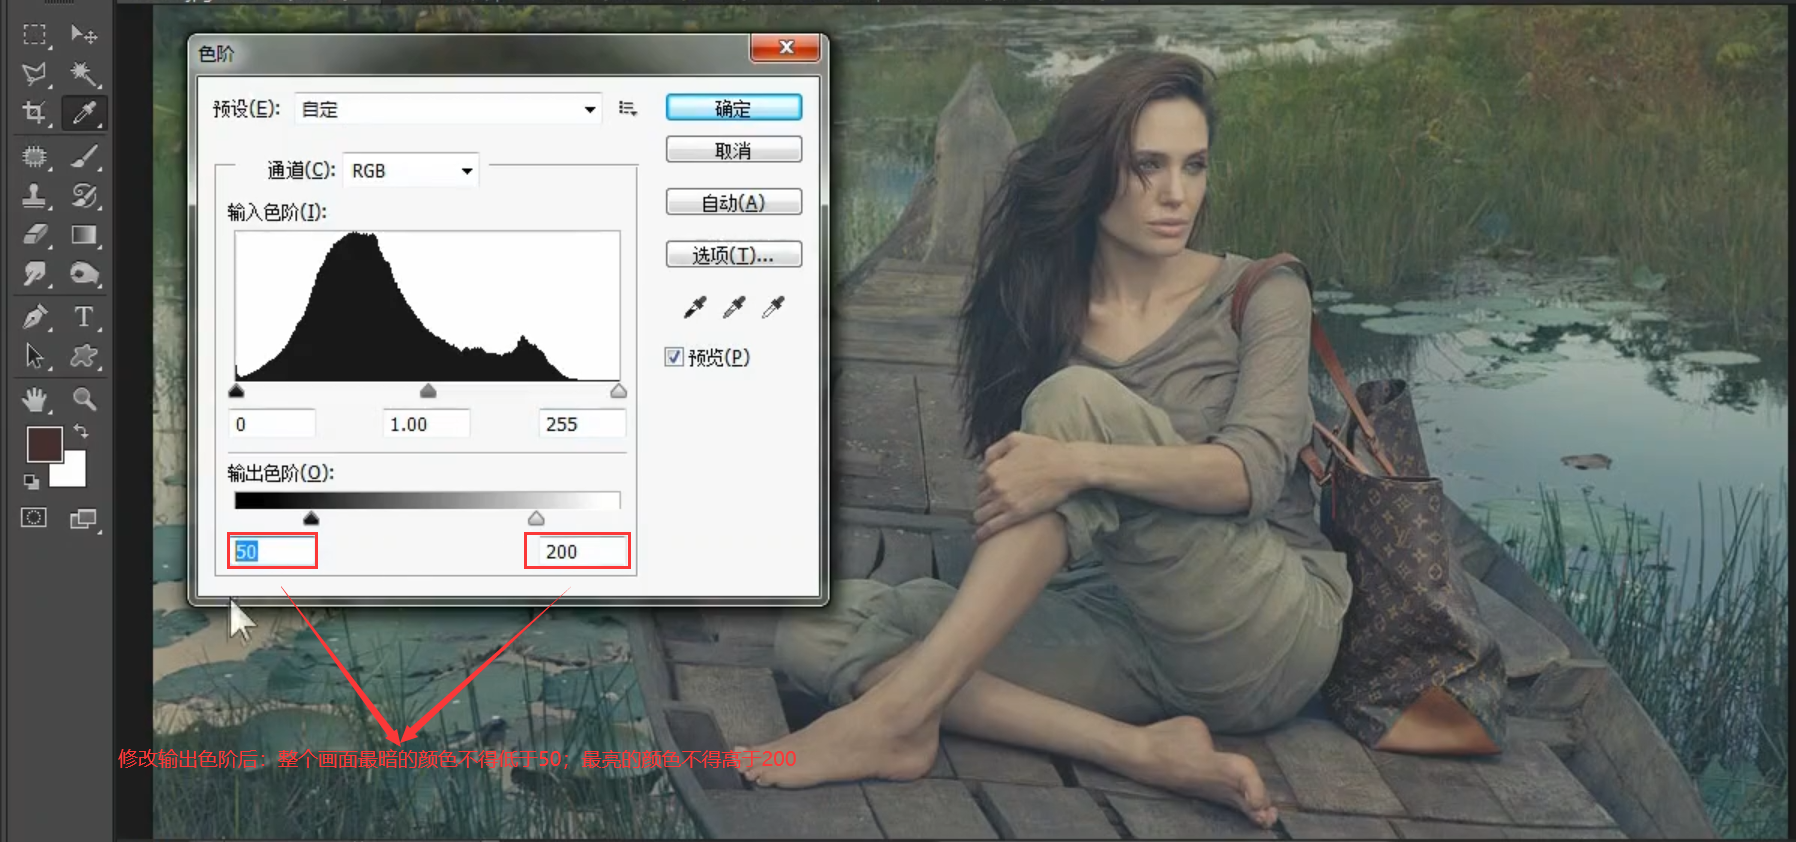 色阶
预设(E): 自定
确定
取消
通道(C): RGB
自动(A)
输入色阶(I):
选项(T)...
预览(P)
0 1.00 255
输出色阶(O):
50 200
修改输出色阶后：整个画面最暗的颜色不得低于50；最亮的颜色不得高于200